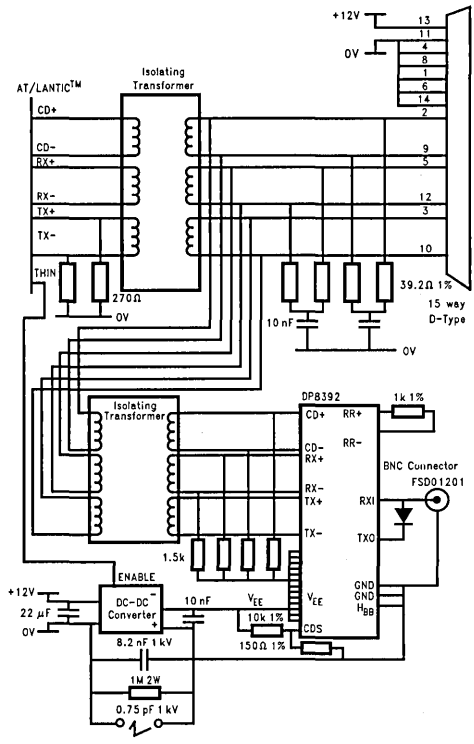 +12V
13
11
0V
4
8
1
6
14
2
9
5
12
3
10
15 way
D-Type
AT/LANTIC™
Isolating
Transformer
CD+
CD-
RX+
RX-
TX+
TX-
THIN
270Ω
0V
39.2Ω 1%
10 nF
0V
Isolating
Transformer
DP8392
CD+
CD-
RX+
RX-
TX+
TX-
RR+
RR-
1k 1%
BNC Connector
FSD01201
RXI
TXO
GND
GND
HBB
VEE
CDS
1.5k
ENABLE
+12V
22 µF
0V
DC-DC
Converter
-
+
10 nF
VEE
10k 1%
150Ω 1%
8.2 nF 1 kV
1M 2W
0.75 pF 1 kV